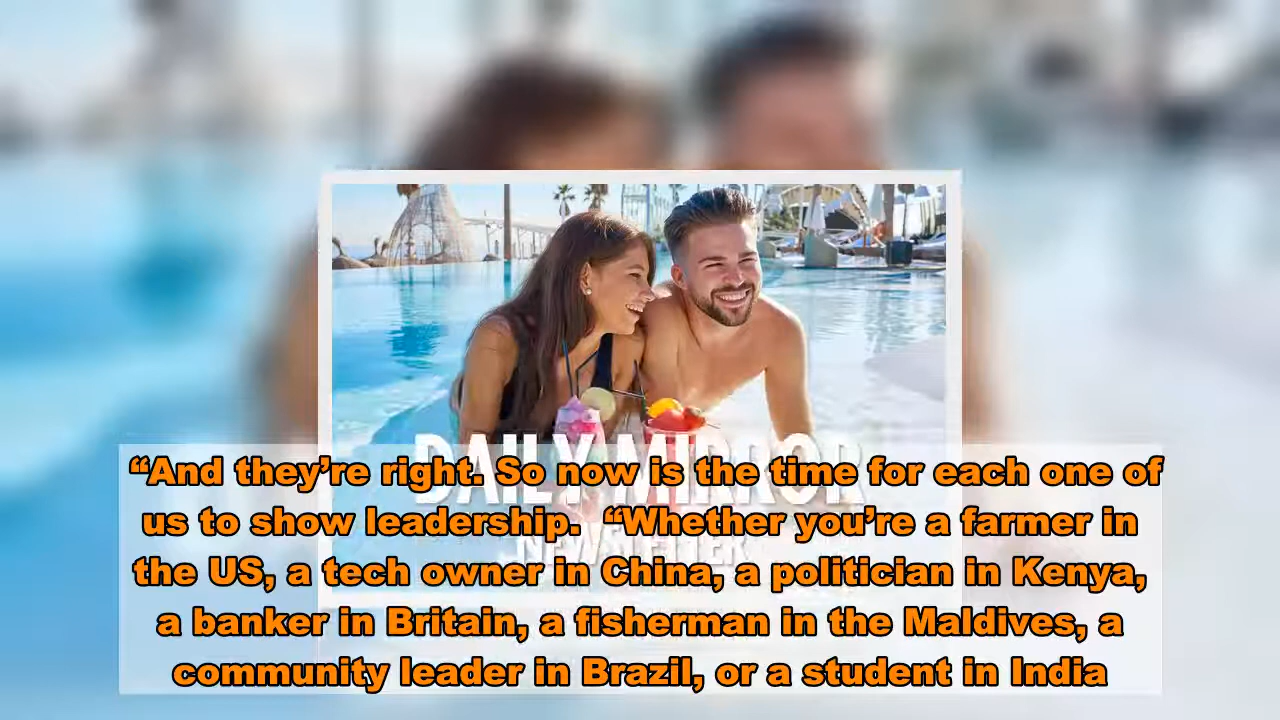 DAILY MIRROR
NEWSLETTER
“And they’re right. So now is the time for each one of
us to show leadership.  “Whether you’re a farmer in
the US, a tech owner in China, a politician in Kenya,
a banker in Britain, a fisherman in the Maldives, a
community leader in Brazil, or a student in India